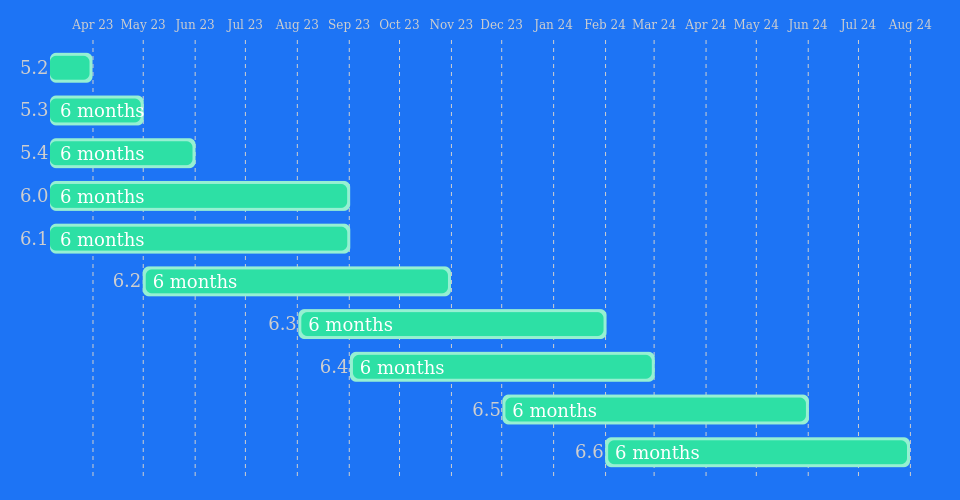 Apr 23 May 23 Jun 23 Jul 23 Aug 23 Sep 23 Oct 23 Nov 23 Dec 23 Jan 24 Feb 24 Mar 24 Apr 24 May 24 Jun 24 Jul 24 Aug 24
5.2
5.3 6 months
5.4 6 months
6.0 6 months
6.1 6 months
6.2 6 months
6.3 6 months
6.4 6 months
6.5 6 months
6.6 6 months